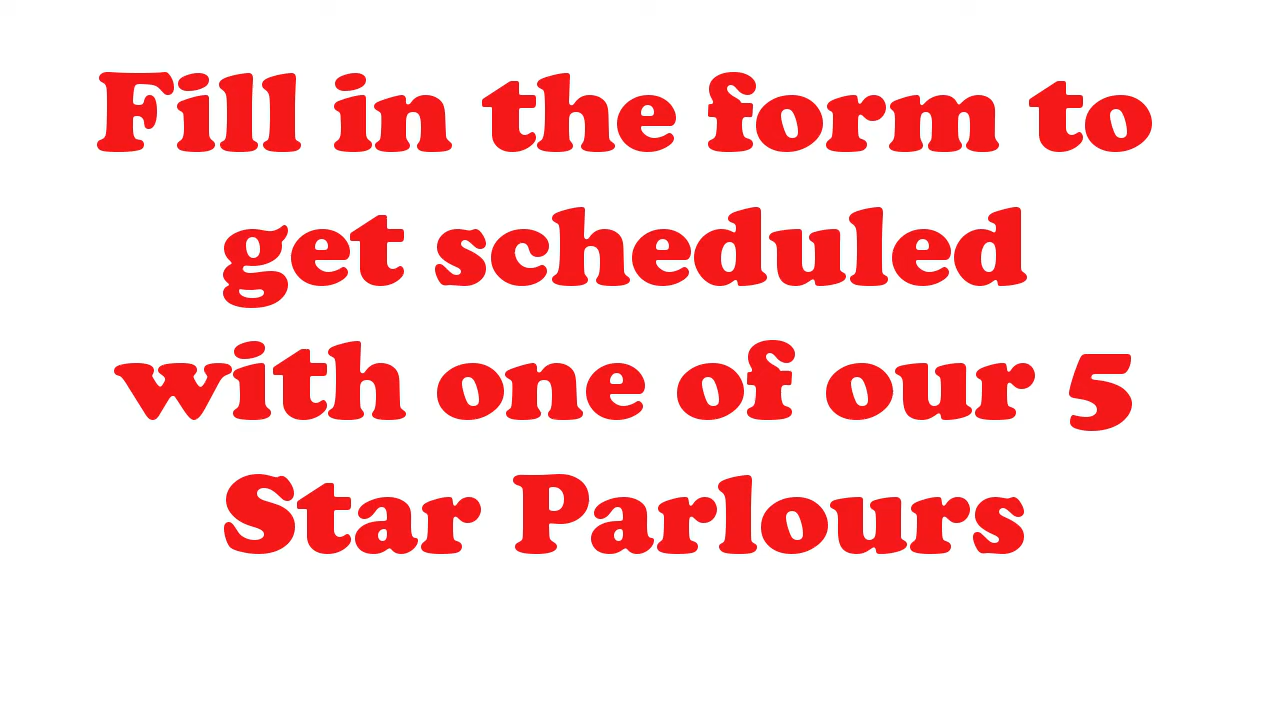 Fill in the form to
get scheduled
with one of our 5
Star Parlours